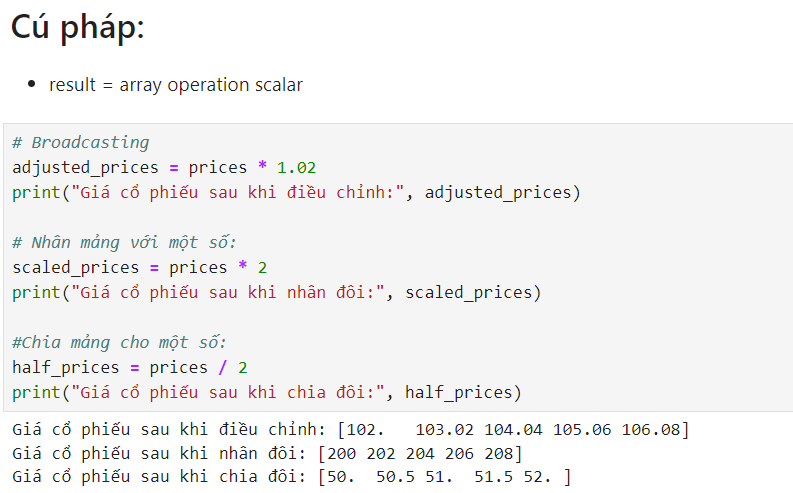 Cú pháp:
• result = array operation scalar
# Broadcasting
adjusted_prices = prices * 1.02
print("Giá cổ phiếu sau khi điều chỉnh:", adjusted_prices)
# Nhân mảng với một số:
scaled_prices = prices * 2
print("Giá cổ phiếu sau khi nhân đôi:", scaled_prices)
#Chia mảng cho một số:
half_prices = prices / 2
print("Giá cổ phiếu sau khi chia đôi:", half_prices)
Giá cổ phiếu sau khi điều chỉnh: [102.   103.02 104.04 105.06 106.08]
Giá cổ phiếu sau khi nhân đôi: [200 202 204 206 208]
Giá cổ phiếu sau khi chia đôi: [50.  50.5 51.  51.5 52. ]